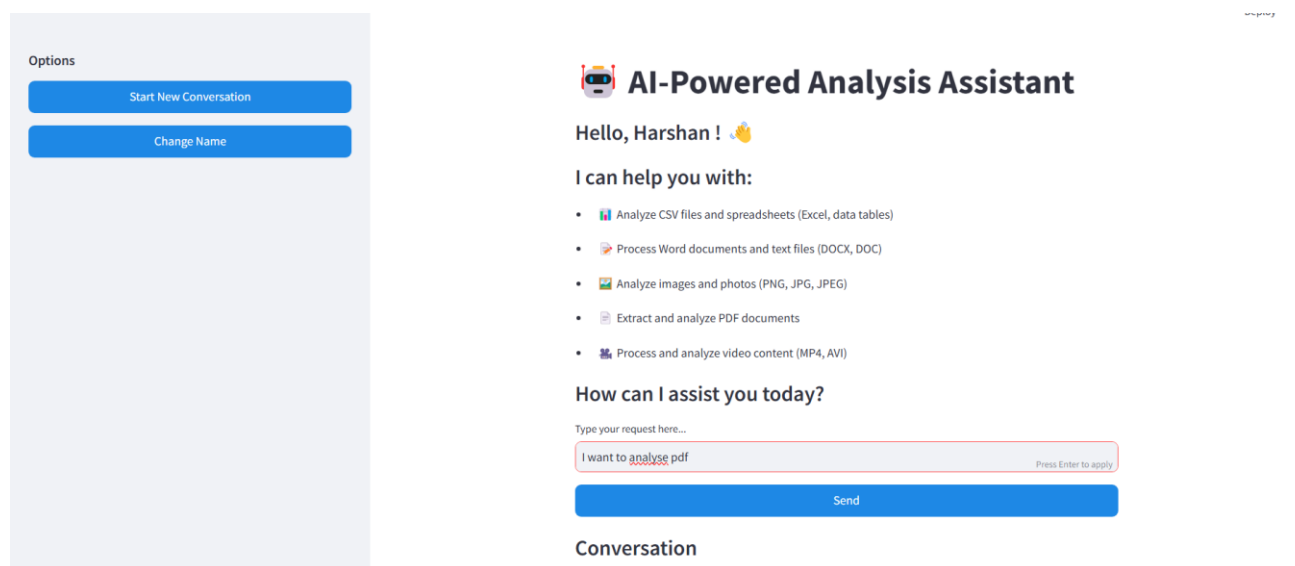 Options
Start New Conversation
Change Name
AI-Powered Analysis Assistant
Hello, Harshan !
I can help you with:
Analyze CSV files and spreadsheets (Excel, data tables)
Process Word documents and text files (DOCX, DOC)
Analyze images and photos (PNG, JPG, JPEG)
Extract and analyze PDF documents
Process and analyze video content (MP4, AVI)
How can I assist you today?
Type your request here...
I want to analyse pdf
Press Enter to apply
Send
Conversation